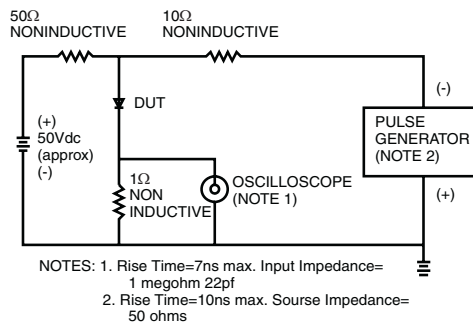 50Ω
NONINDUCTIVE
10Ω
NONINDUCTIVE
(+)
50Vdc
(approx)
(-)
DUT
1Ω
NON
INDUCTIVE
OSCILLOSCOPE
(NOTE 1)
(-)
PULSE
GENERATOR
(NOTE 2)
(+)
NOTES: 1. Rise Time=7ns max. Input Impedance=
1 megohm 22pf
2. Rise Time=10ns max. Sourse Impedance=
50 ohms